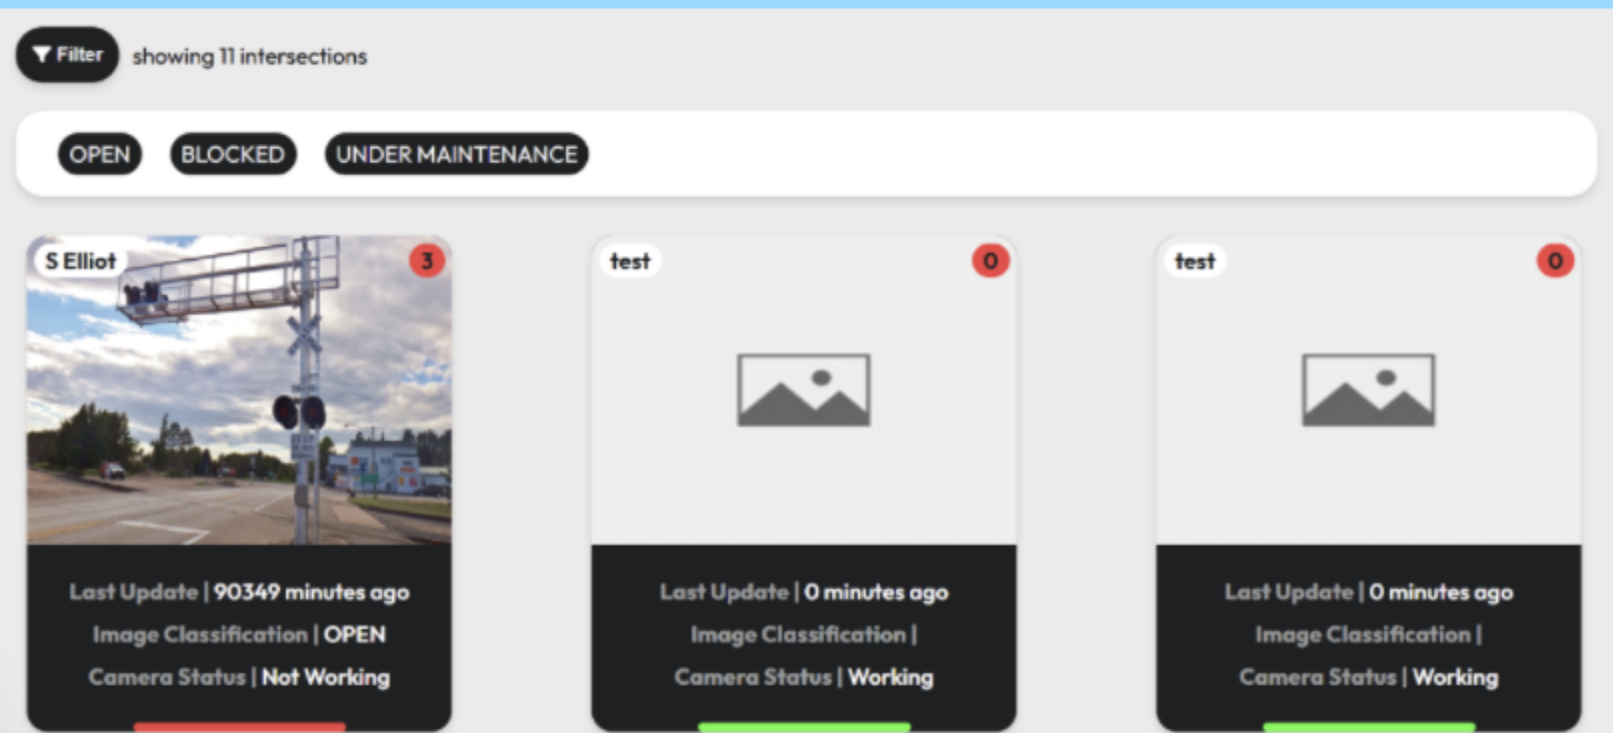 Filter showing 11 intersections
OPEN BLOCKED UNDER MAINTENANCE
S Elliot 3
Last Update | 90349 minutes ago
Image Classification | OPEN
Camera Status | Not Working
test 0
Last Update | 0 minutes ago
Image Classification |
Camera Status | Working
test 0
Last Update | 0 minutes ago
Image Classification |
Camera Status | Working